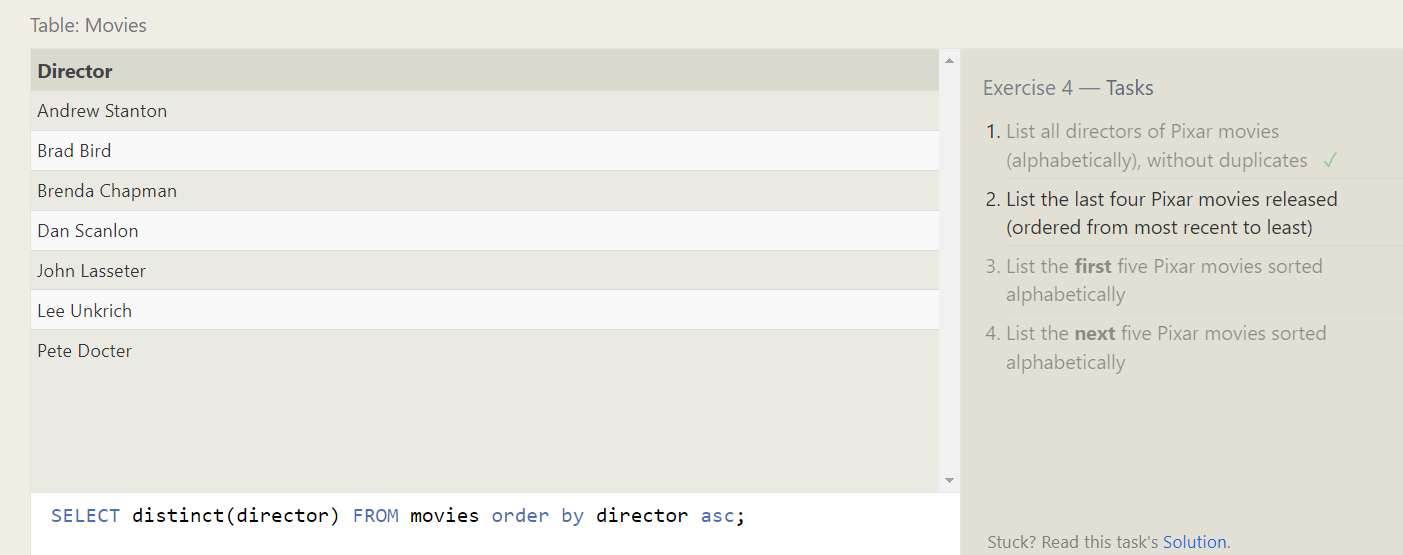 Table: Movies
Director
Andrew Stanton
Brad Bird
Brenda Chapman
Dan Scanlon
John Lasseter
Lee Unkrich
Pete Docter
SELECT distinct(director) FROM movies order by director asc;
Exercise 4 — Tasks
1. List all directors of Pixar movies
(alphabetically), without duplicates ✓
2. List the last four Pixar movies released
(ordered from most recent to least)
3. List the first five Pixar movies sorted
alphabetically
4. List the next five Pixar movies sorted
alphabetically
Stuck? Read this task's Solution.